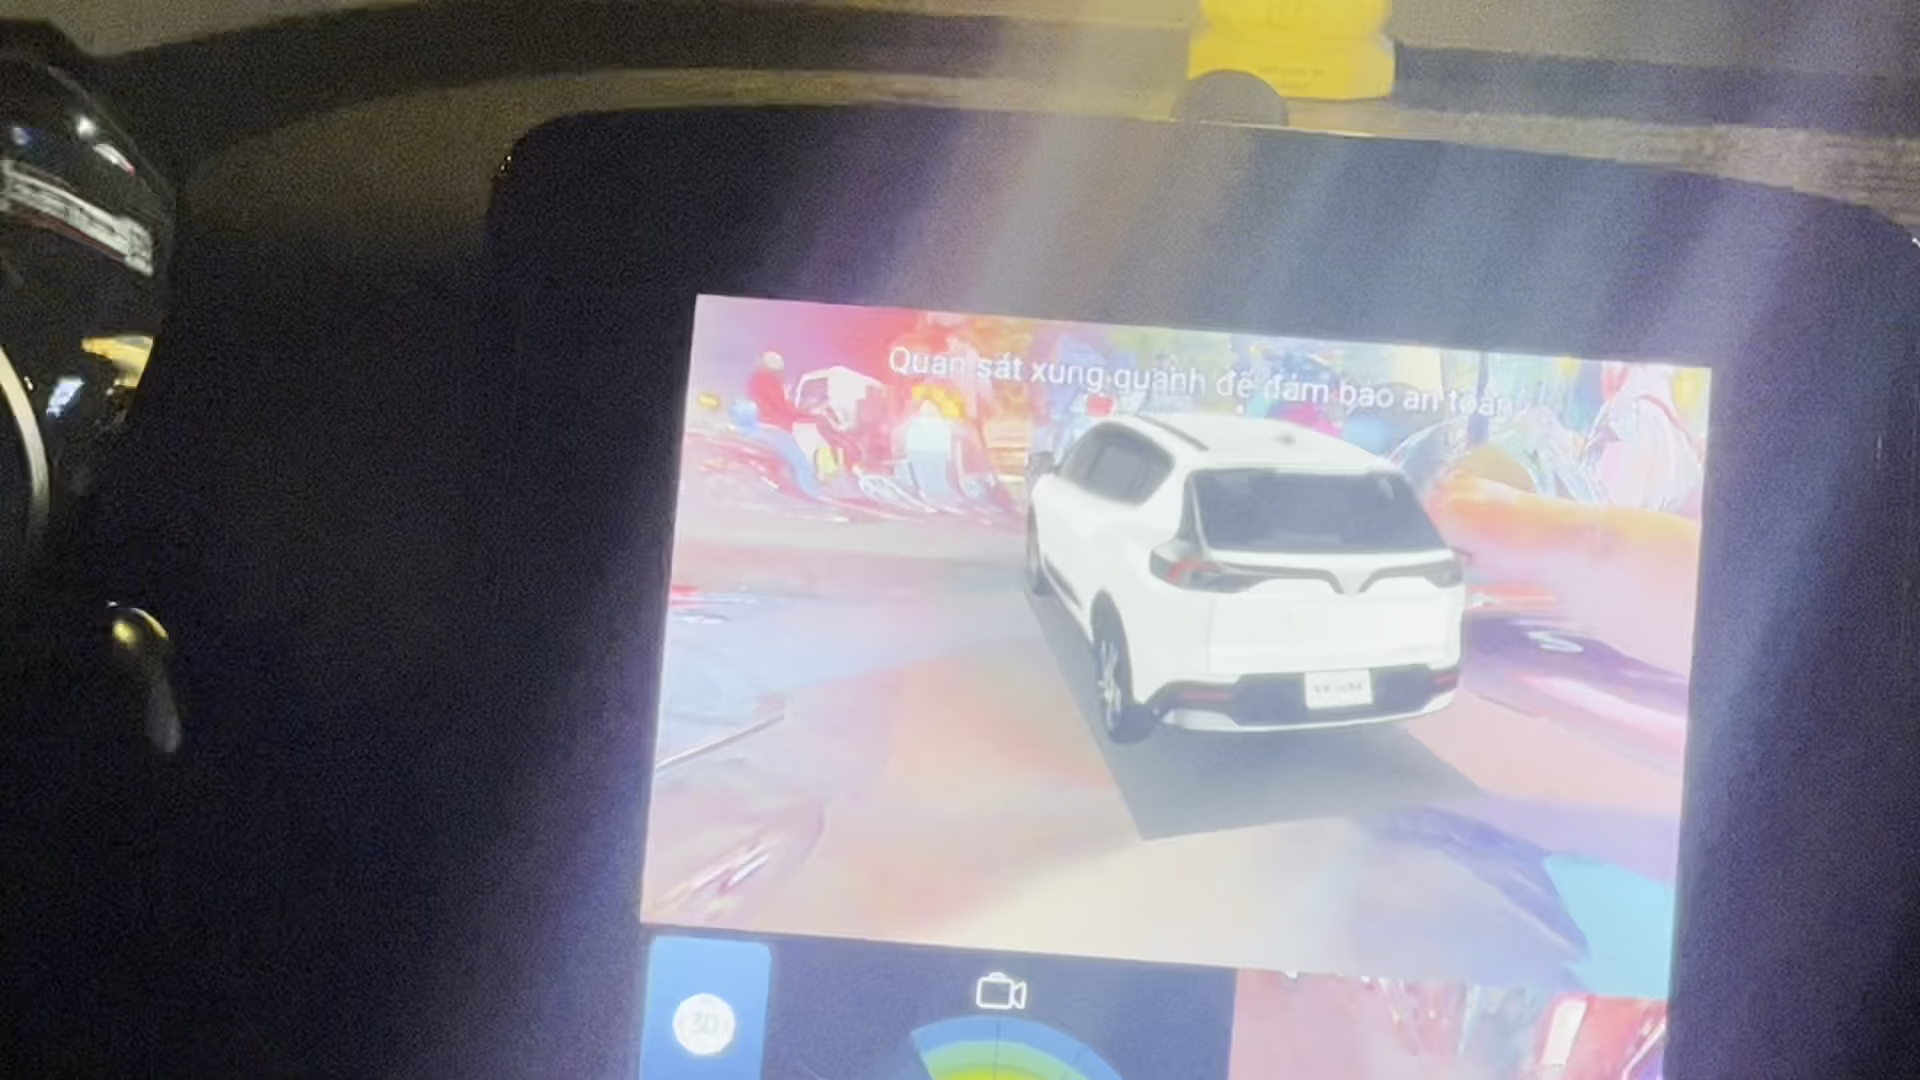 Quan sát xung quanh để đảm bảo an toàn
3D